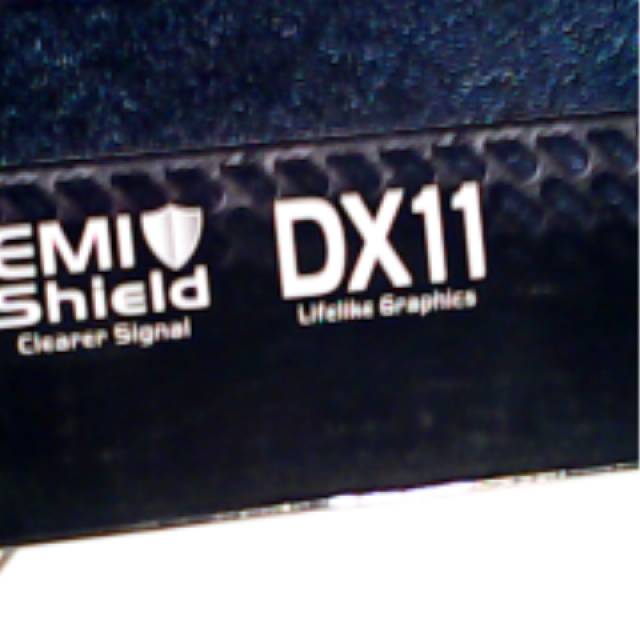 EMI
Shield
Clearer Signal
DX11
Lifelike Graphics